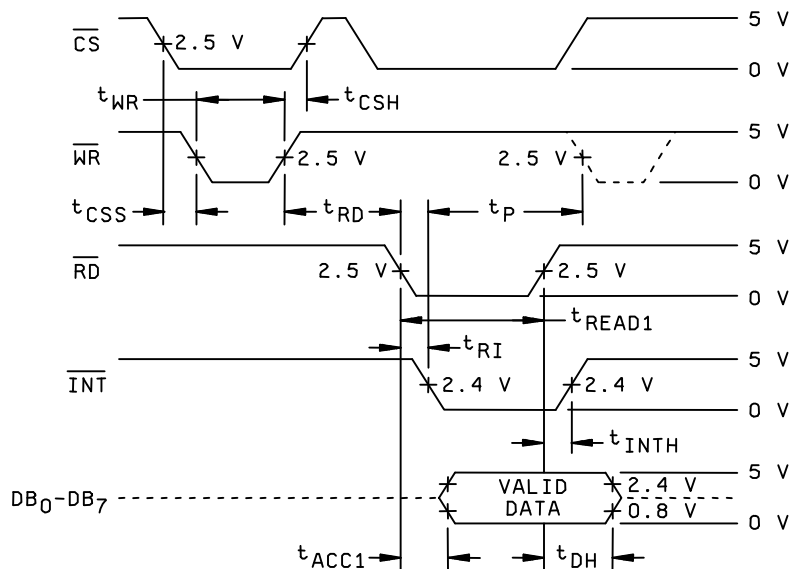 5 V
CS 2.5 V
0 V
tWR tCSH
5 V
WR 2.5 V 2.5 V
0 V
tCSS tRD tP
5 V
RD 2.5 V 2.5 V
0 V
tREAD1
tRI
5 V
INT 2.4 V 2.4 V
0 V
tINTH
5 V
VALID 2.4 V
DB0-DB7
DATA 0.8 V
0 V
tACC1 tDH